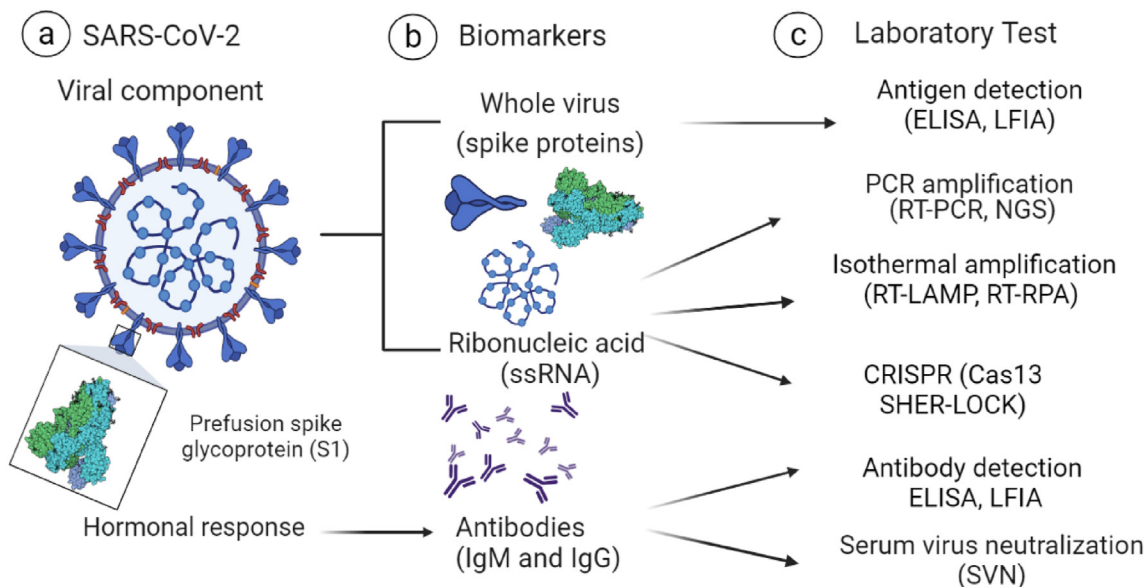 a SARS-CoV-2
Viral component
Prefusion spike
glycoprotein (S1)
Hormonal response
b Biomarkers
Whole virus
(spike proteins)
Ribonucleic acid
(ssRNA)
Antibodies
(IgM and IgG)
c Laboratory Test
Antigen detection
(ELISA, LFIA)
PCR amplification
(RT-PCR, NGS)
Isothermal amplification
(RT-LAMP, RT-RPA)
CRISPR (Cas13
SHER-LOCK)
Antibody detection
ELISA, LFIA
Serum virus neutralization
(SVN)